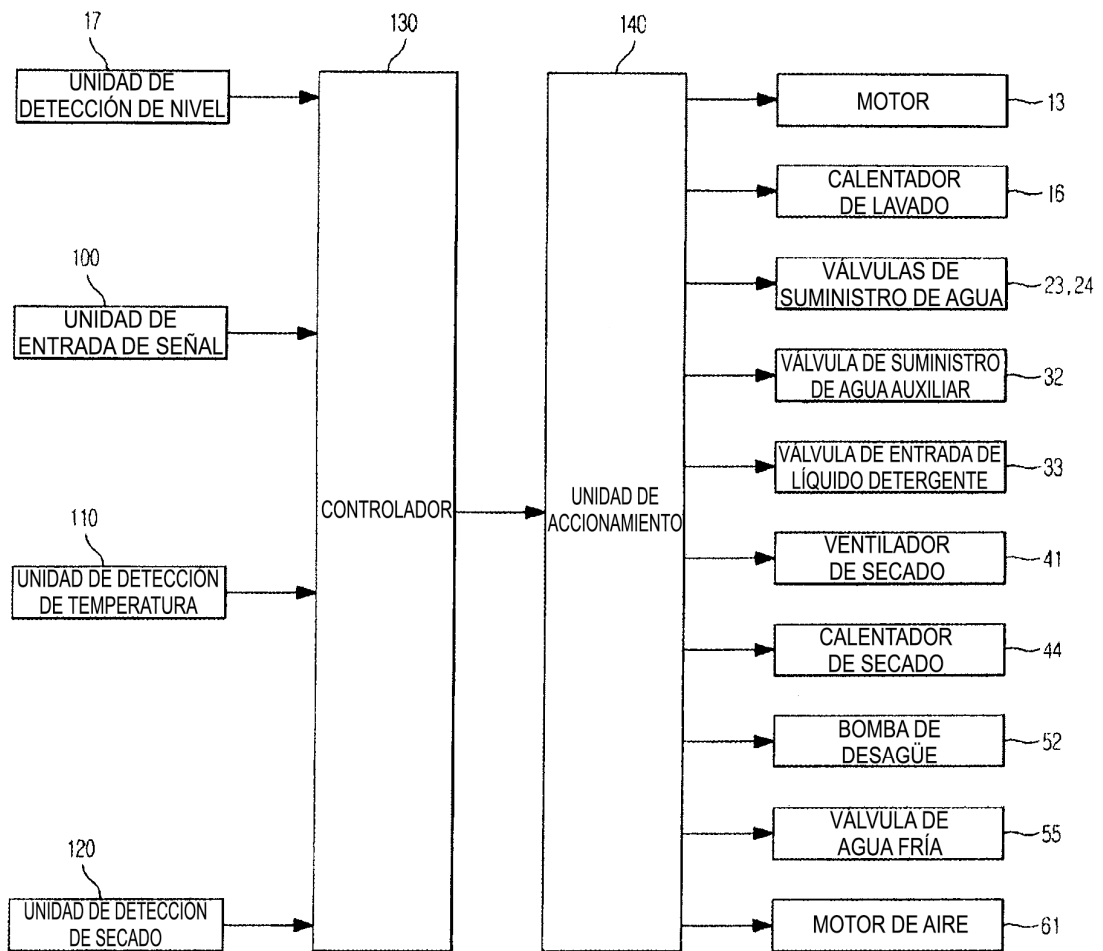 17
130
140
UNIDAD DE
DETECCIÓN DE NIVEL
MOTOR
13
CALENTADOR
DE LAVADO
16
100
UNIDAD DE
ENTRADA DE SEÑAL
VÁLVULAS DE
SUMINISTRO DE AGUA
23,24
VÁLVULA DE SUMINISTRO
DE AGUA AUXILIAR
32
VÁLVULA DE ENTRADA DE
LÍQUIDO DETERGENTE
33
CONTROLADOR
UNIDAD DE
ACCIONAMIENTO
110
UNIDAD DE DETECCIÓN
DE TEMPERATURA
VENTILADOR
DE SECADO
41
CALENTADOR
DE SECADO
44
BOMBA DE
DESAGÜE
52
VÁLVULA DE
AGUA FRÍA
55
120
UNIDAD DE DETECCIÓN
DE SECADO
MOTOR DE AIRE
61